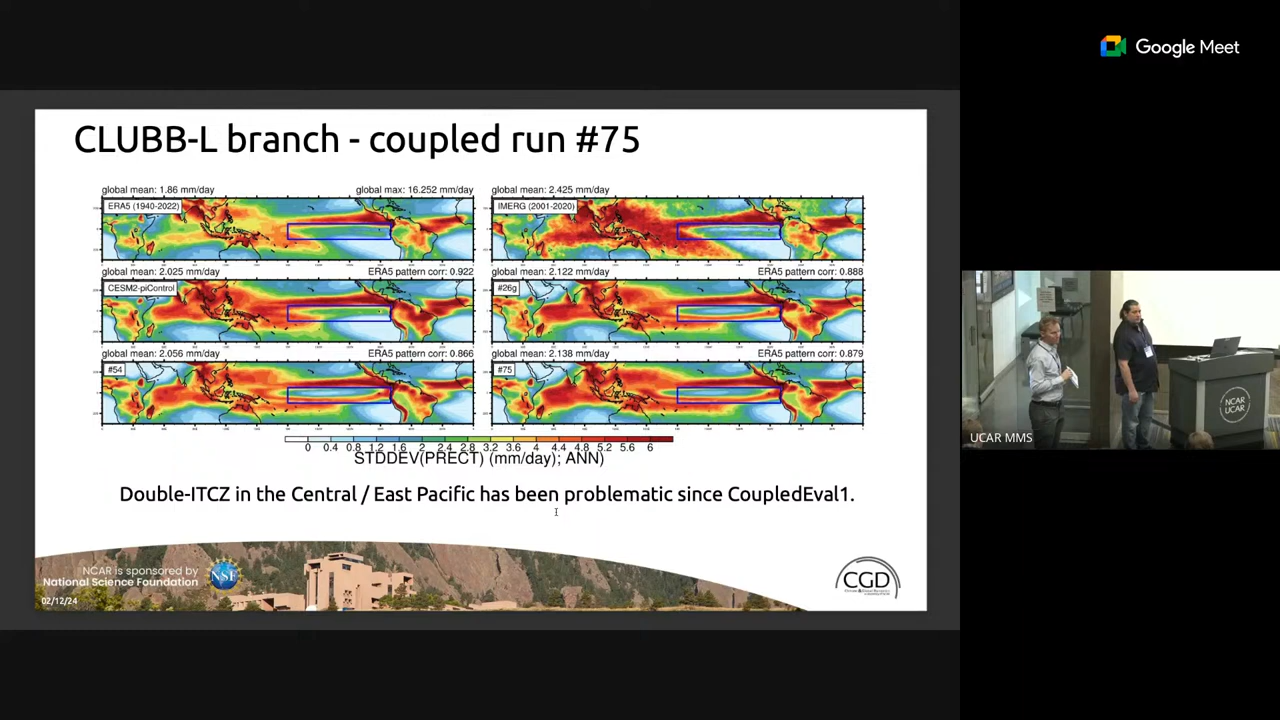 Google Meet
CLUBB-L branch - coupled run #75
global mean: 1.86 mm/day
global max: 16.252 mm/day
global mean: 2.425 mm/day
ERA5 (1940-2022)
IMERG (2001-2020)
global mean: 2.025 mm/day
ERA5 pattern corr: 0.922
global mean: 2.122 mm/day
ERA5 pattern corr: 0.888
CESM2-piControl
#26g
global mean: 2.056 mm/day
ERA5 pattern corr: 0.866
global mean: 2.138 mm/day
ERA5 pattern corr: 0.879
#54
#75
0 0.4 0.8 1.2 1.6 2 2.4 2.8 3.2 3.6 4 4.4 4.8 5.2 5.6 6
STDDEV(PRECT) (mm/day); ANN)
Double-ITCZ in the Central / East Pacific has been problematic since CoupledEval1.
NCAR is sponsored by
National Science Foundation
NSF
CGD
02/12/24
NCAR
UCAR
UCAR MMS